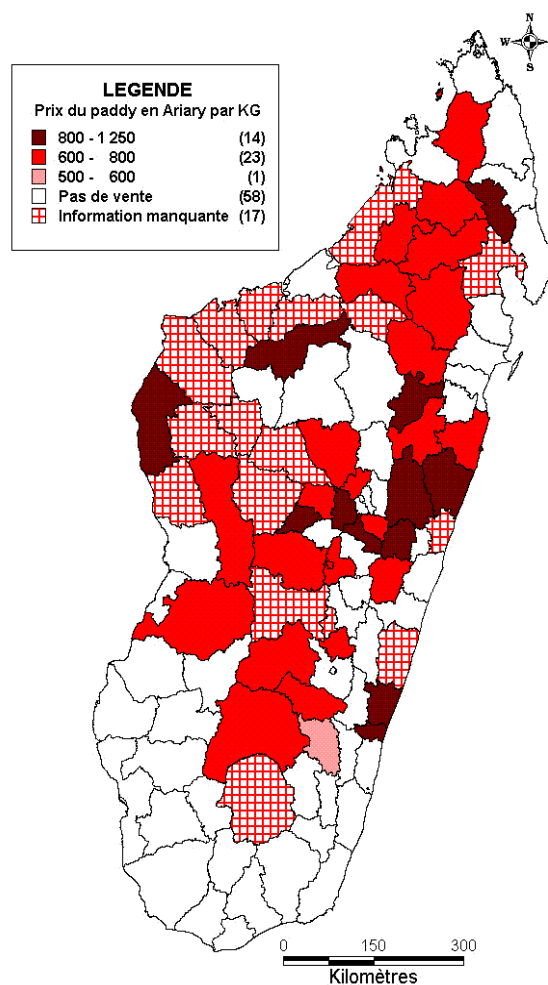 N
W E
S
LEGENDE
Prix du paddy en Ariary par KG
800 - 1 250 (14)
600 - 800 (23)
500 - 600 (1)
Pas de vente (58)
Information manquante (17)
0 150 300
Kilomètres